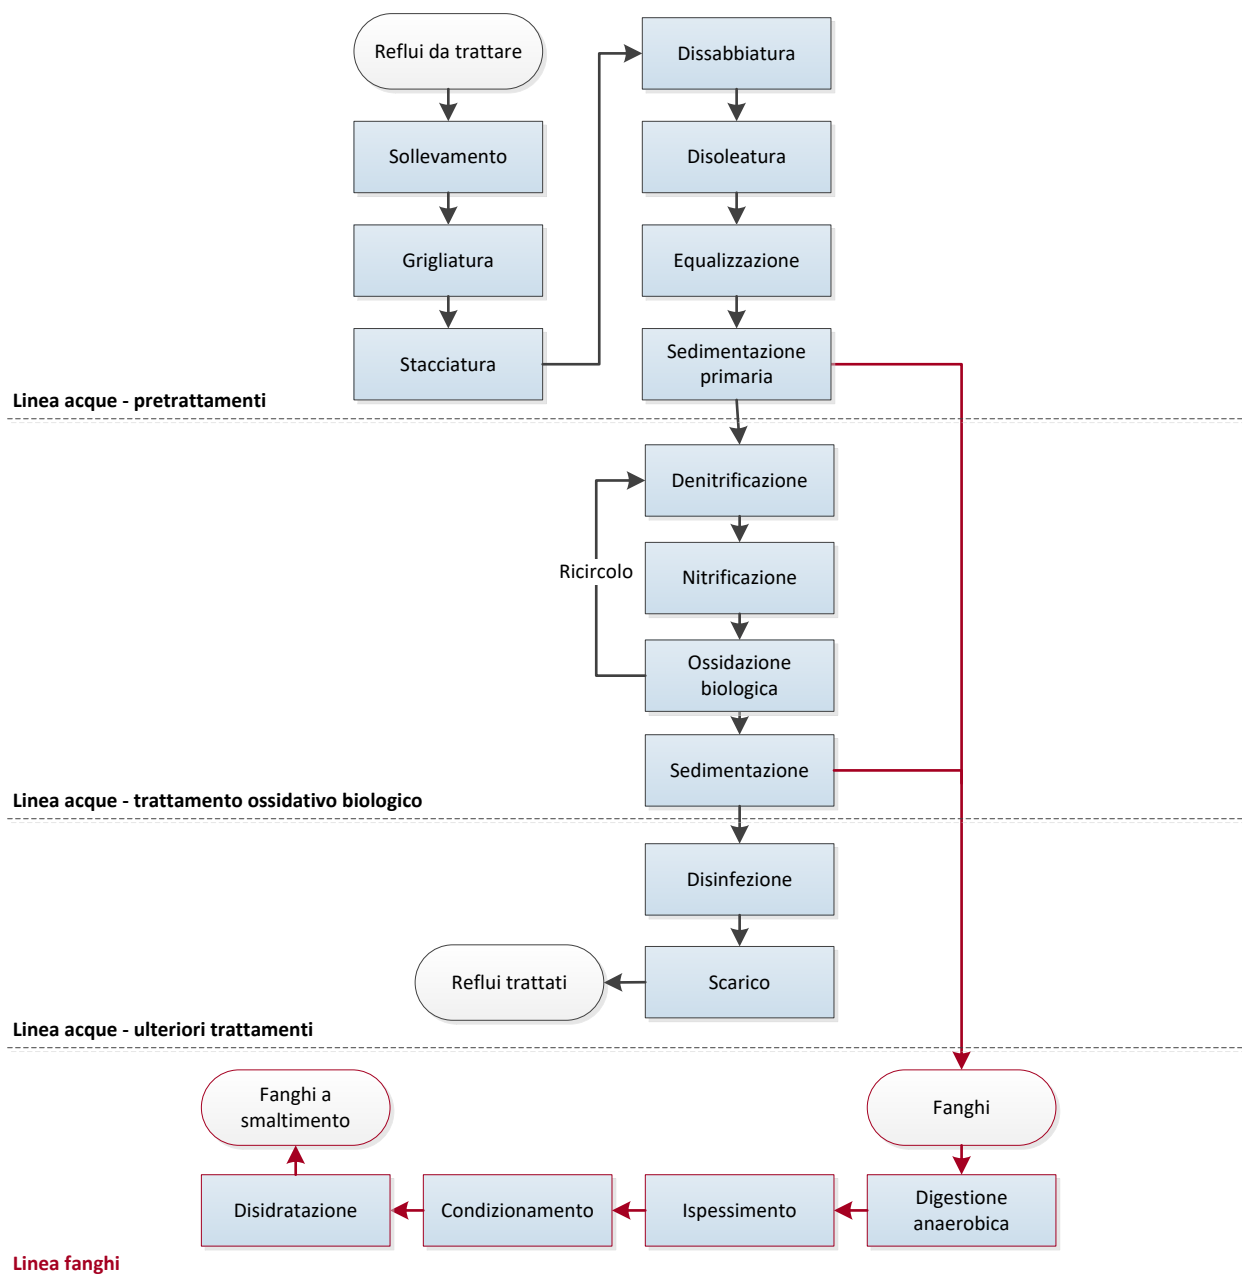 Reflui da trattare
Sollevamento
Grigliatura
Stacciatura
Dissabbiatura
Disoleatura
Equalizzazione
Sedimentazione
primaria
Linea acque - pretrattamenti
Denitrificazione
Ricircolo
Nitrificazione
Ossidazione
biologica
Sedimentazione
Linea acque - trattamento ossidativo biologico
Disinfezione
Scarico
Reflui trattati
Linea acque - ulteriori trattamenti
Fanghi
Digestione
anaerobica
Ispessimento
Condizionamento
Disidratazione
Fanghi a
smaltimento
Linea fanghi